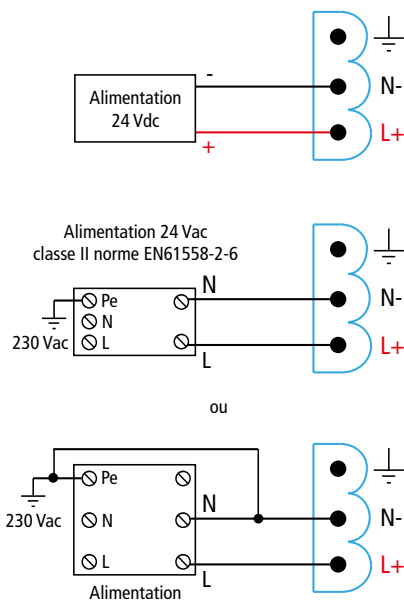 -
Alimentation
24 Vdc
+
N-
L+
Alimentation 24 Vac
classe II norme EN61558-2-6
N
Pe
N
230 Vac
L
L
N-
L+
ou
Pe
N
230 Vac
N
L
L
Alimentation
N-
L+